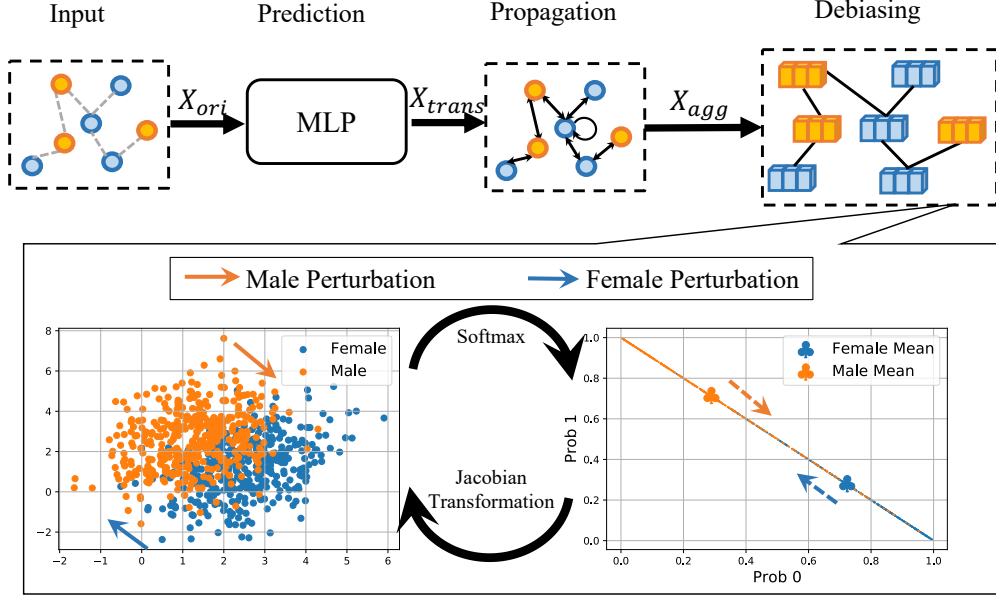 Input
Prediction
Propagation
Debiasing
X_ori
MLP
X_trans
X_agg
Male Perturbation
Female Perturbation
8
6
4
2
0
−2
−2
−1
0
1
2
3
4
5
6
Female
Male
Softmax
Jacobian
Transformation
1.0
0.8
0.6
0.4
0.2
0.0
Prob 1
0.0
0.2
0.4
0.6
0.8
1.0
Prob 0
Female Mean
Male Mean